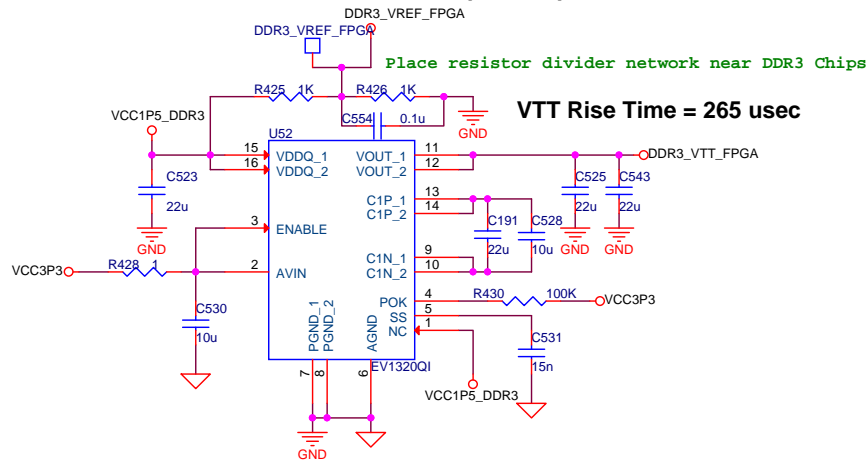 DDR3_VREF_FPGA
DDR3_VREF_FPGA
Place resistor divider network near DDR3 Chips
R425 1K R426 1K
VTT Rise Time = 265 usec
C554 0.1u
GND
VCC1P5_DDR3
U52
15 VDDQ_1 VOUT_1 11
16 VDDQ_2 VOUT_2 12
DDR3_VTT_FPGA
C523
22u
GND
C525
22u
GND
C543
22u
GND
C1P_1 13
C1P_2 14
3 ENABLE
C191
22u
C528
10u
C1N_1 9
C1N_2 10
VCC3P3 R428 1 2 AVIN
C530
10u
POK 4 R430 100K VCC3P3
SS 5
NC 1
C531
15n
PGND_1
PGND_2
AGND
7
8
6
EV1320QI
VCC1P5_DDR3
GND